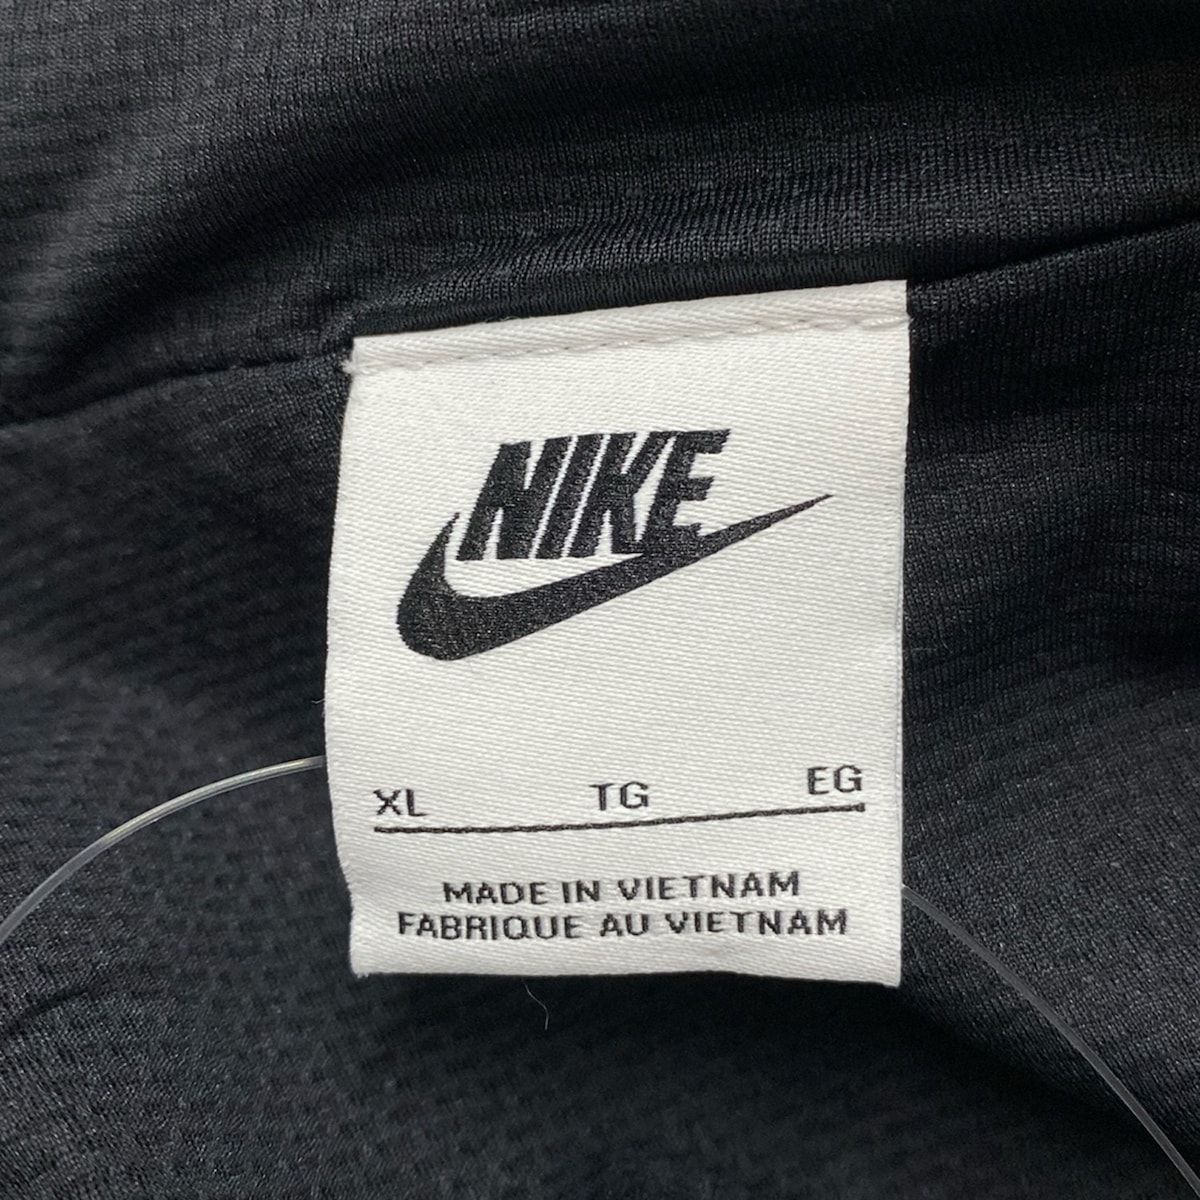 NIKE
XL TG EG
MADE IN VIETNAM
FABRIQUE AU VIETNAM